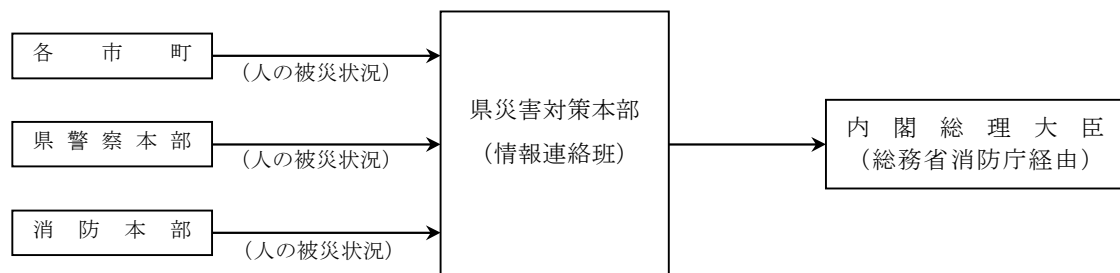 各市町
（人の被災状況）
県警察本部
（人の被災状況）
消防本部
（人の被災状況）
県災害対策本部
（情報連絡班）
内閣総理大臣
（総務省消防庁経由）